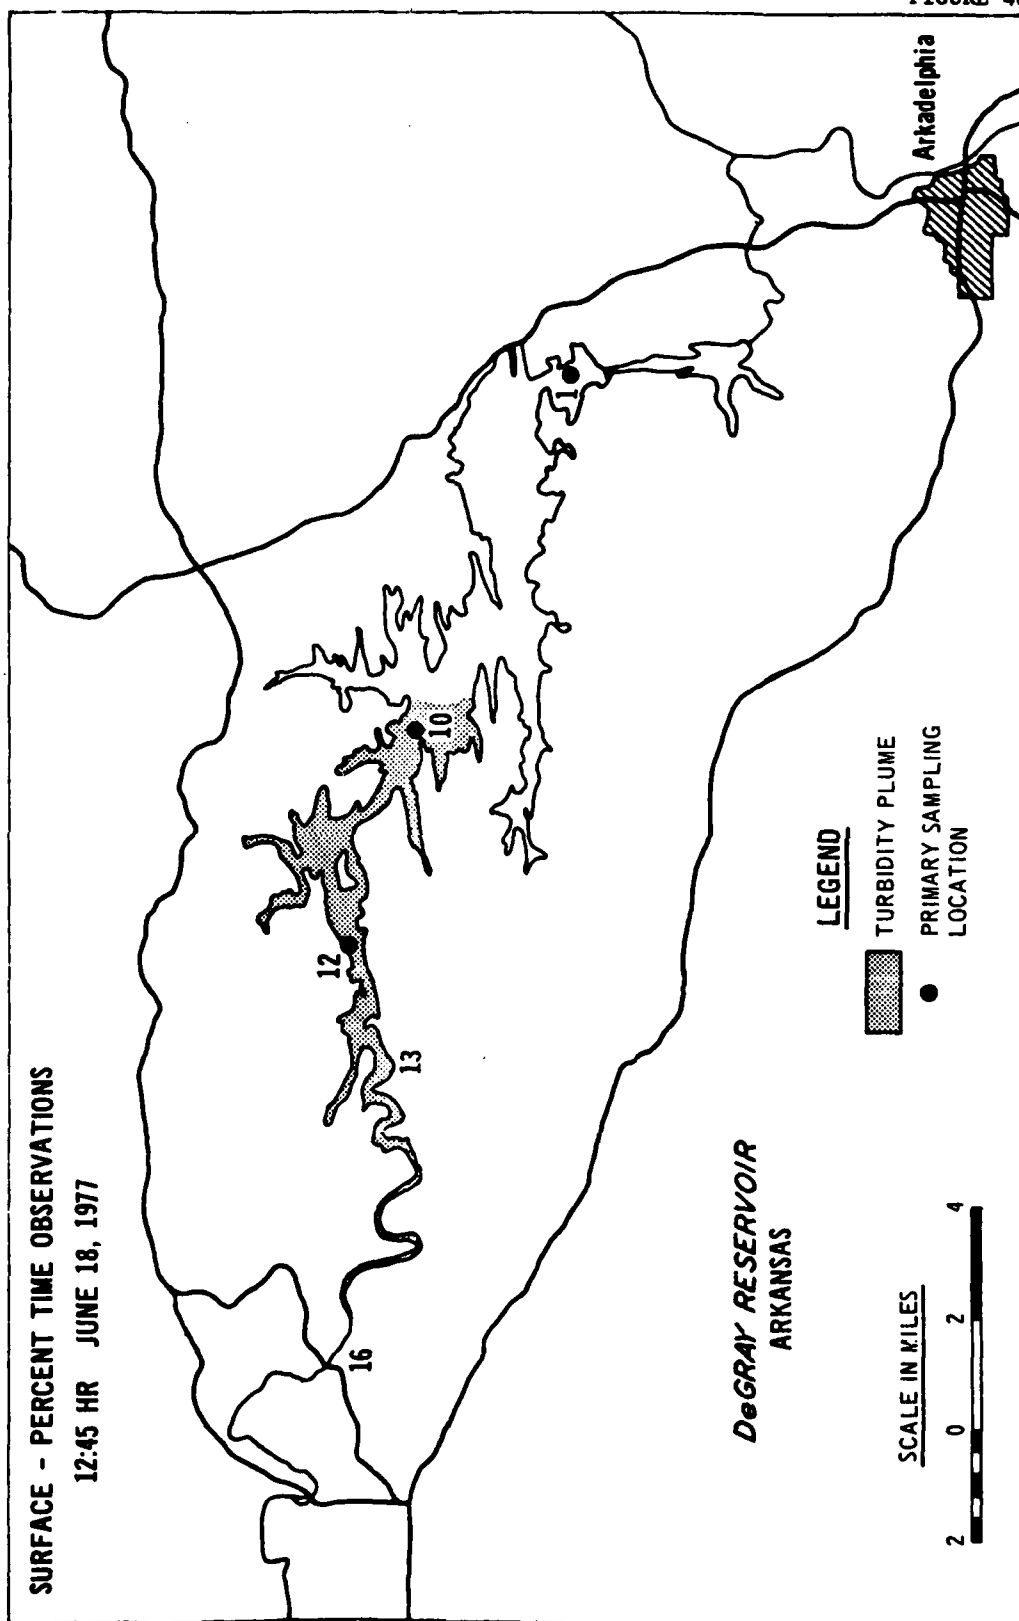 SURFACE - PERCENT TIME OBSERVATIONS
12:45 HR JUNE 18, 1977
Arkadelphia
1
10
12
13
16
LEGEND
TURBIDITY PLUME
PRIMARY SAMPLING
LOCATION
DeGRAY RESERVOIR
ARKANSAS
SCALE IN MILES
2 0 2 4